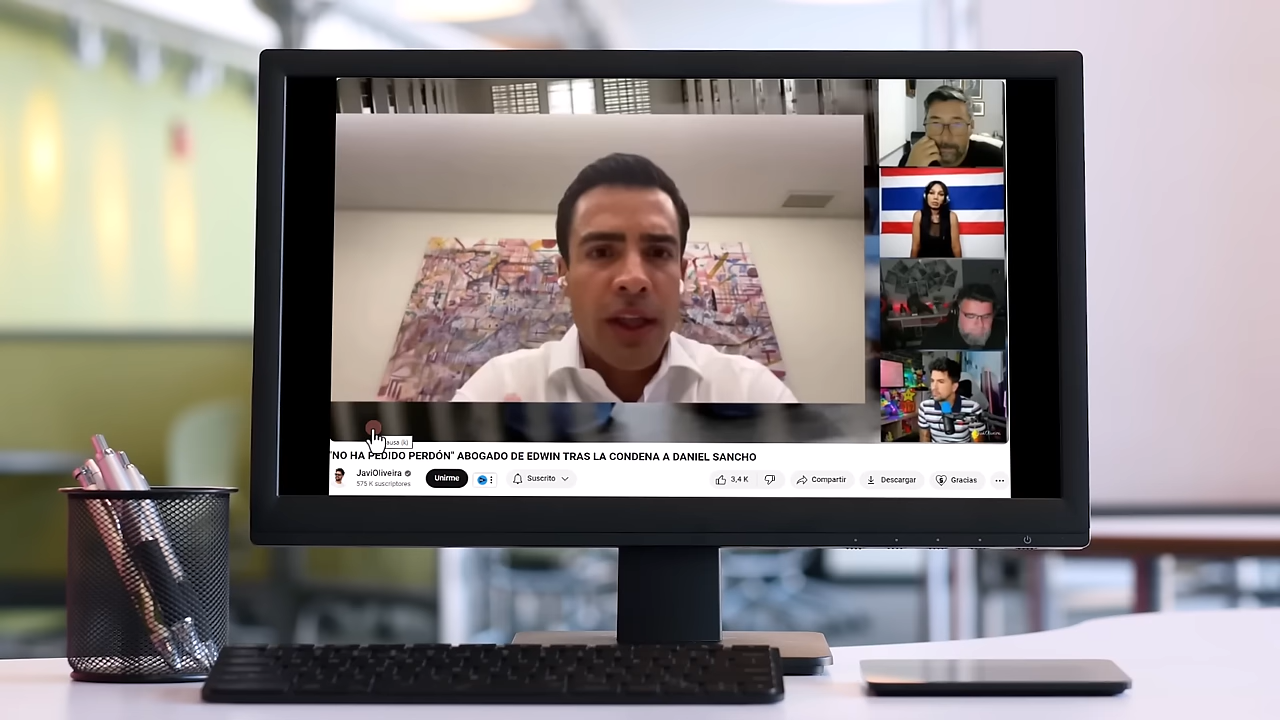 ausa (k)
"NO HA PEDIDO PERDÓN" ABOGADO DE EDWIN TRAS LA CONDENA A DANIEL SANCHO
JaviOliveira
575 K suscriptores
Unirme
Suscrito
3,4 K
Compartir
Descargar
Gracias